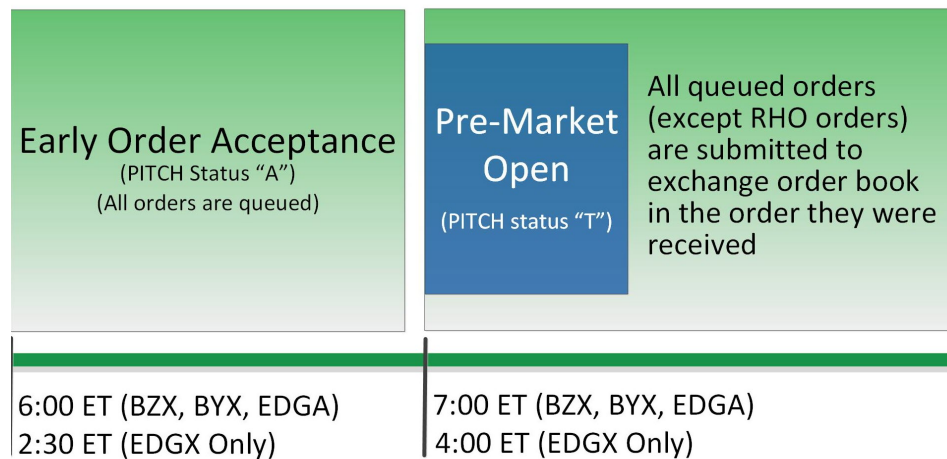 Early Order Acceptance
(PITCH Status “A”)
(All orders are queued)
Pre-Market
Open
(PITCH status “T”)
All queued orders
(except RHO orders)
are submitted to
exchange order book
in the order they were
received
6:00 ET (BZX, BYX, EDGA)
2:30 ET (EDGX Only)
7:00 ET (BZX, BYX, EDGA)
4:00 ET (EDGX Only)